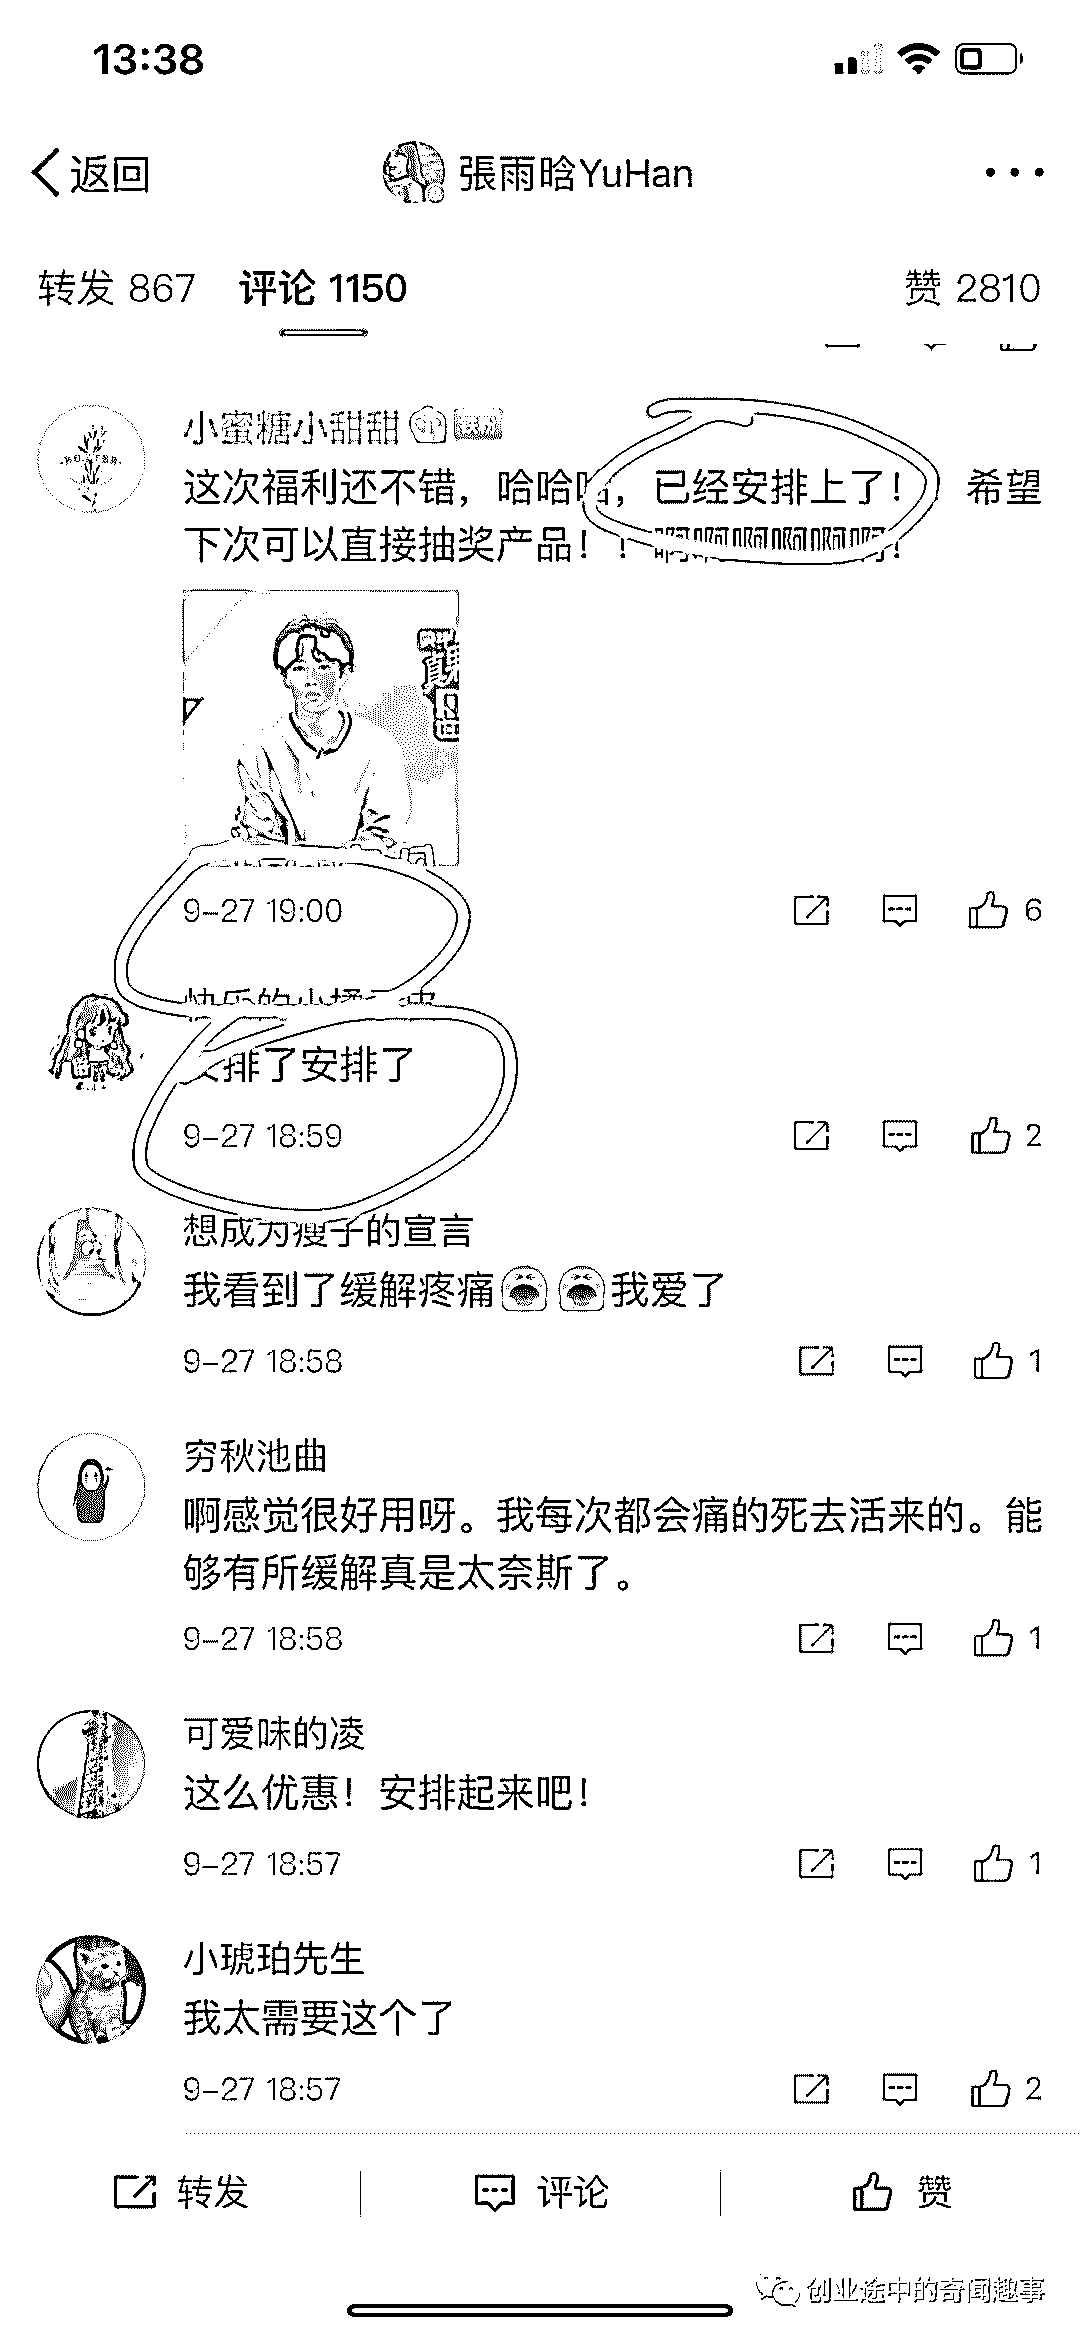 13:38
返回
張雨晗YuHan
转发 867 评论 1150 赞 2810
小蜜糖小甜甜
这次福利还不错，哈哈哈，已经安排上了！ 希望
下次可以直接抽奖产品！！啊啊啊啊啊啊！
9-27 19:00
6
安排了安排了
9-27 18:59
2
想成为瘦子的宣言
我看到了缓解疼痛我爱了
9-27 18:58
1
穷秋池曲
啊感觉很好用呀。我每次都会痛的死去活来的。能
够有所缓解真是太奈斯了。
9-27 18:58
1
可爱味的凌
这么优惠！安排起来吧！
9-27 18:57
1
小琥珀先生
我太需要这个了
9-27 18:57
2
转发 评论 赞
创业途中的奇闻趣事